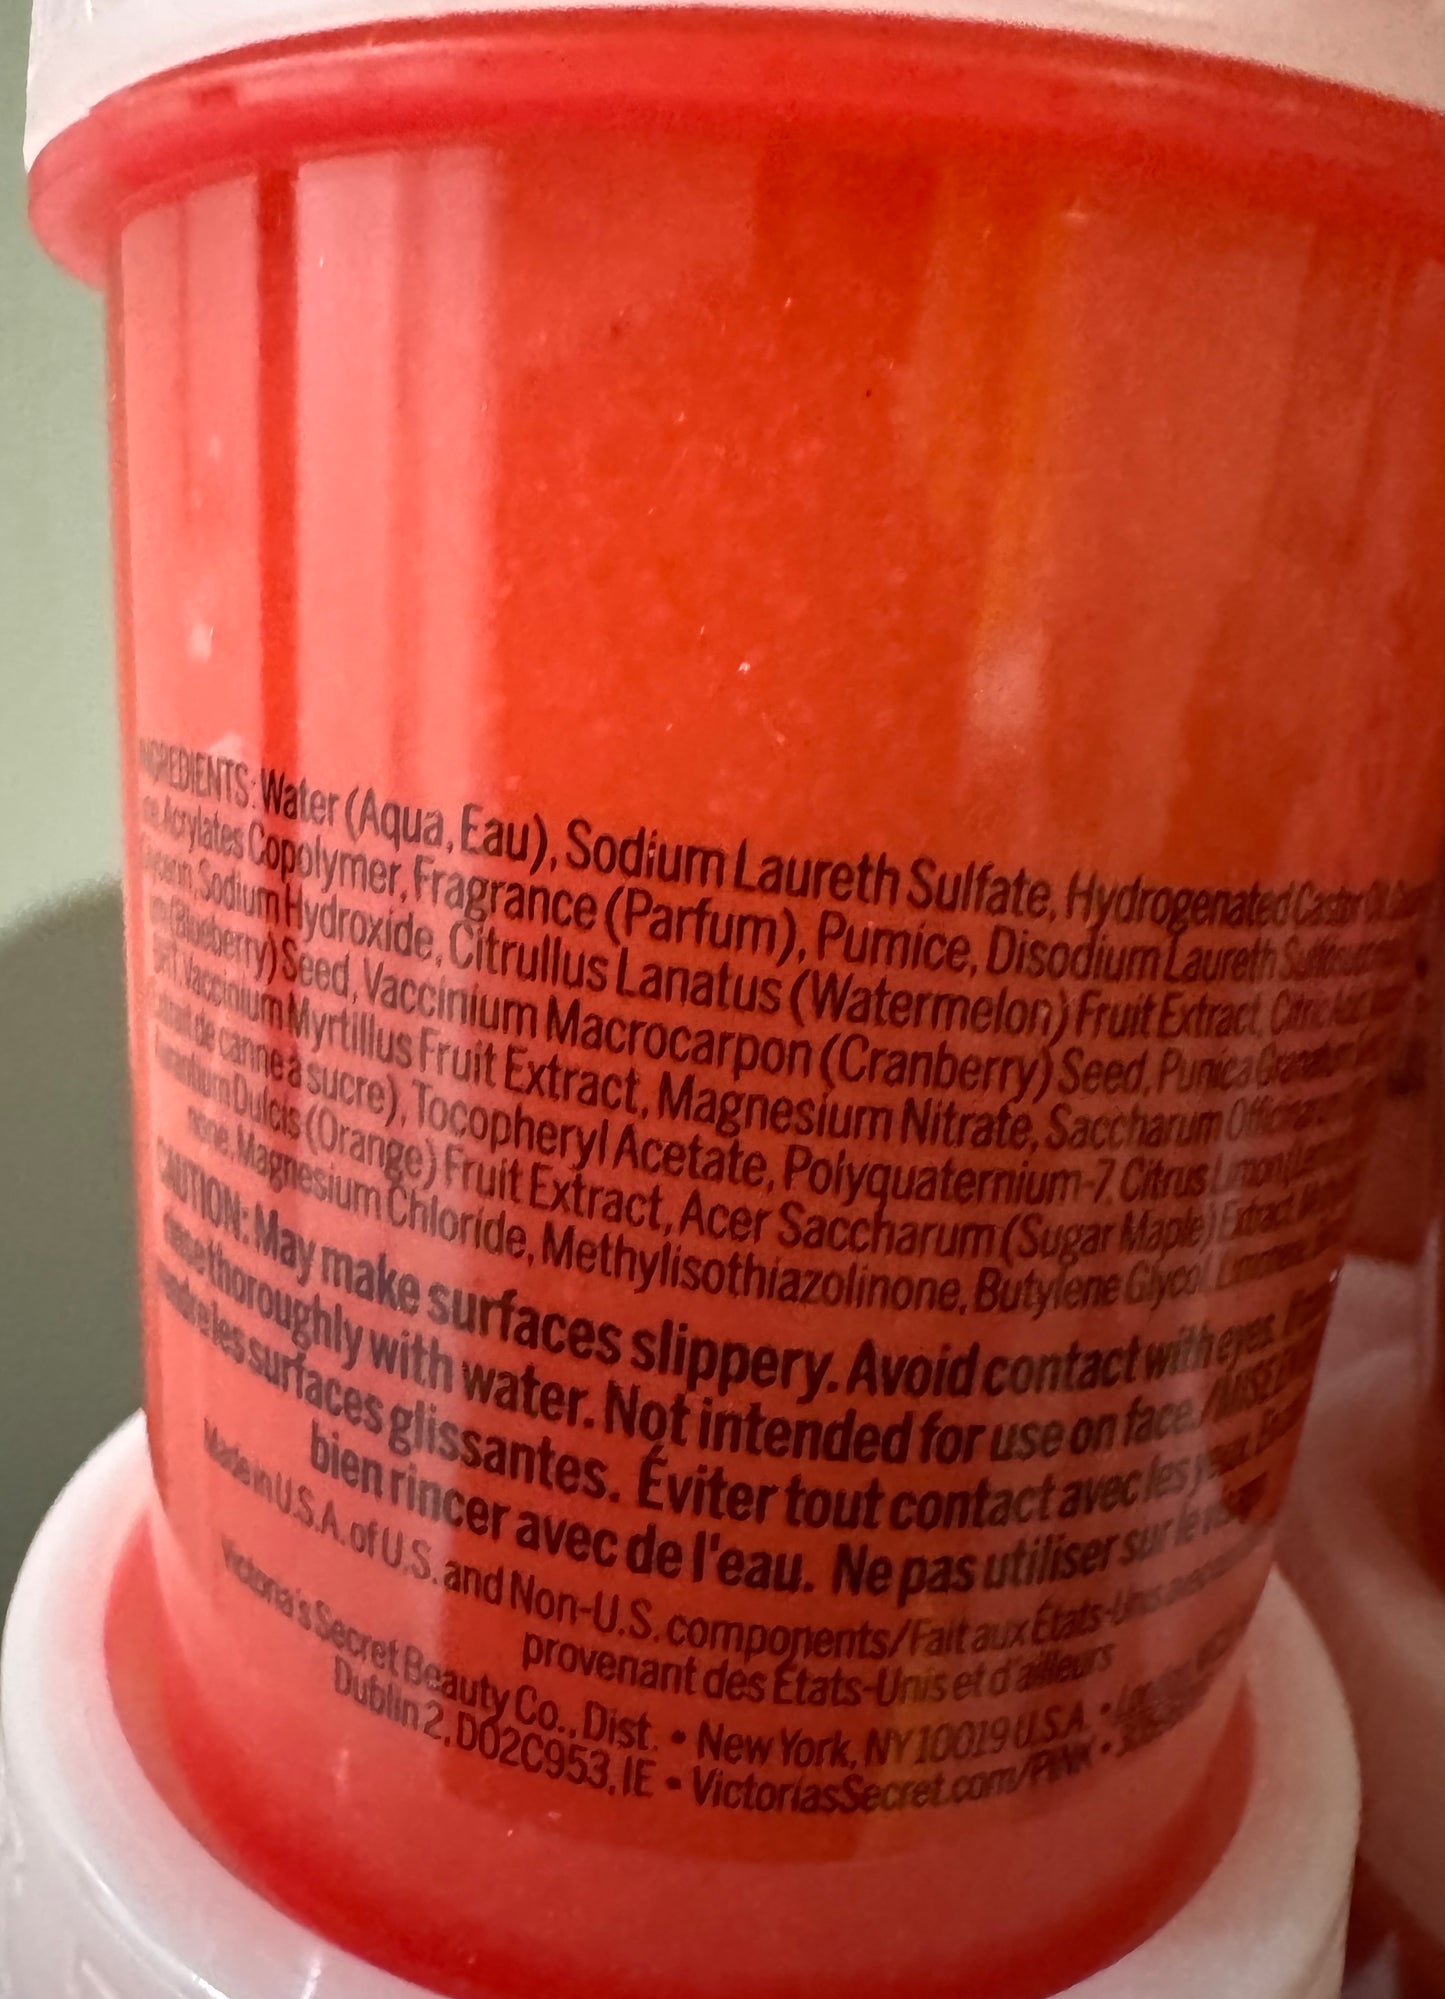 INGREDIENTS: Water (Aqua, Eau), Sodium Laureth Sulfate, Hydrogenated Castor Oil,
Acrylates Copolymer, Fragrance (Parfum), Pumice, Disodium Laureth
Sodium Hydroxide, Citrullus Lanatus (Watermelon) Fruit Extract, Citric
(Blueberry) Seed, Vaccinium Macrocarpon (Cranberry) Seed, Punica
Vaccinium Myrtillus Fruit Extract, Magnesium Nitrate, Saccharum
de canne à sucre), Tocopheryl Acetate, Polyquaternium-7, Citrus
Dulcis (Orange) Fruit Extract, Acer Saccharum (Sugar Maple) Extract,
Magnesium Chloride, Methylisothiazolinone, Butylene Glycol,
CAUTION: May make surfaces slippery. Avoid contact with eyes.
thoroughly with water. Not intended for use on face. /
les surfaces glissantes. Éviter tout contact avec les yeux.
bien rincer avec de l'eau. Ne pas utiliser sur le
Made in U.S.A. of U.S. and Non-U.S. components/Fait aux États-Unis
provenant des États-Unis et d'ailleurs
Victoria's Secret Beauty Co., Dist. • New York, NY 10019 U.S.A. •
Dublin 2, D02C953, IE • VictoriasSecret.com/PINK •